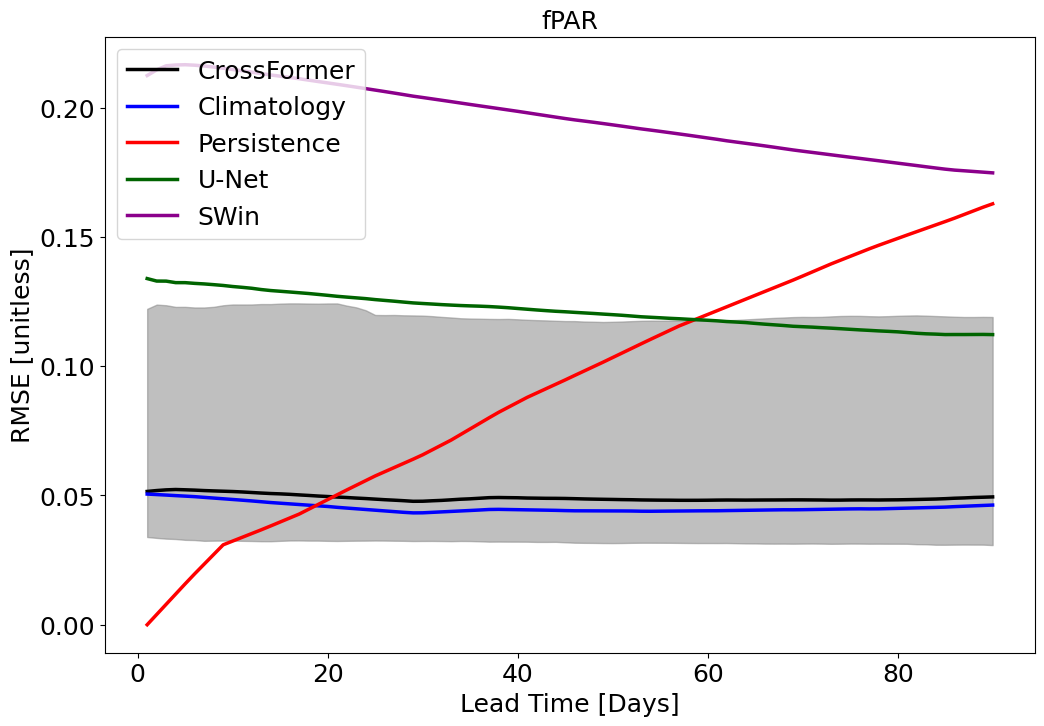 fPAR
CrossFormer
Climatology
Persistence
U-Net
SWin
RMSE [unitless]
0.20
0.15
0.10
0.05
0.00
0 20 40 60 80
Lead Time [Days]